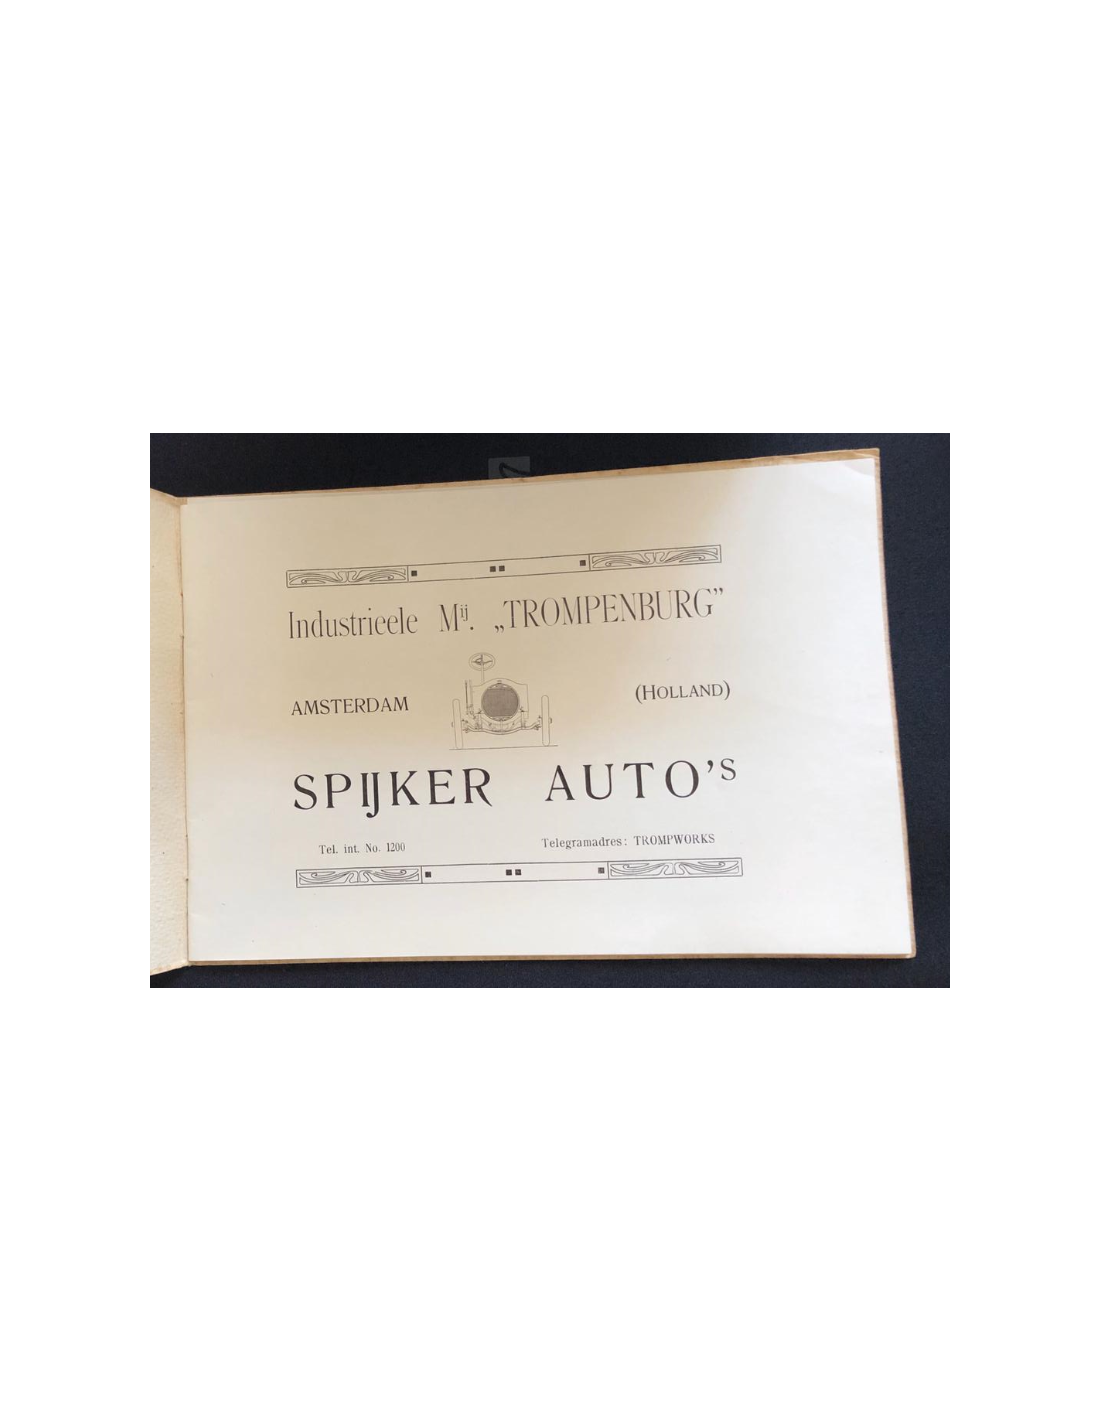 Industrieele Mij. „TROMPENBURG”
AMSTERDAM (HOLLAND)
SPIJKER AUTO'S
Tel. int. No. 1200 Telegramadres: TROMPWORKS